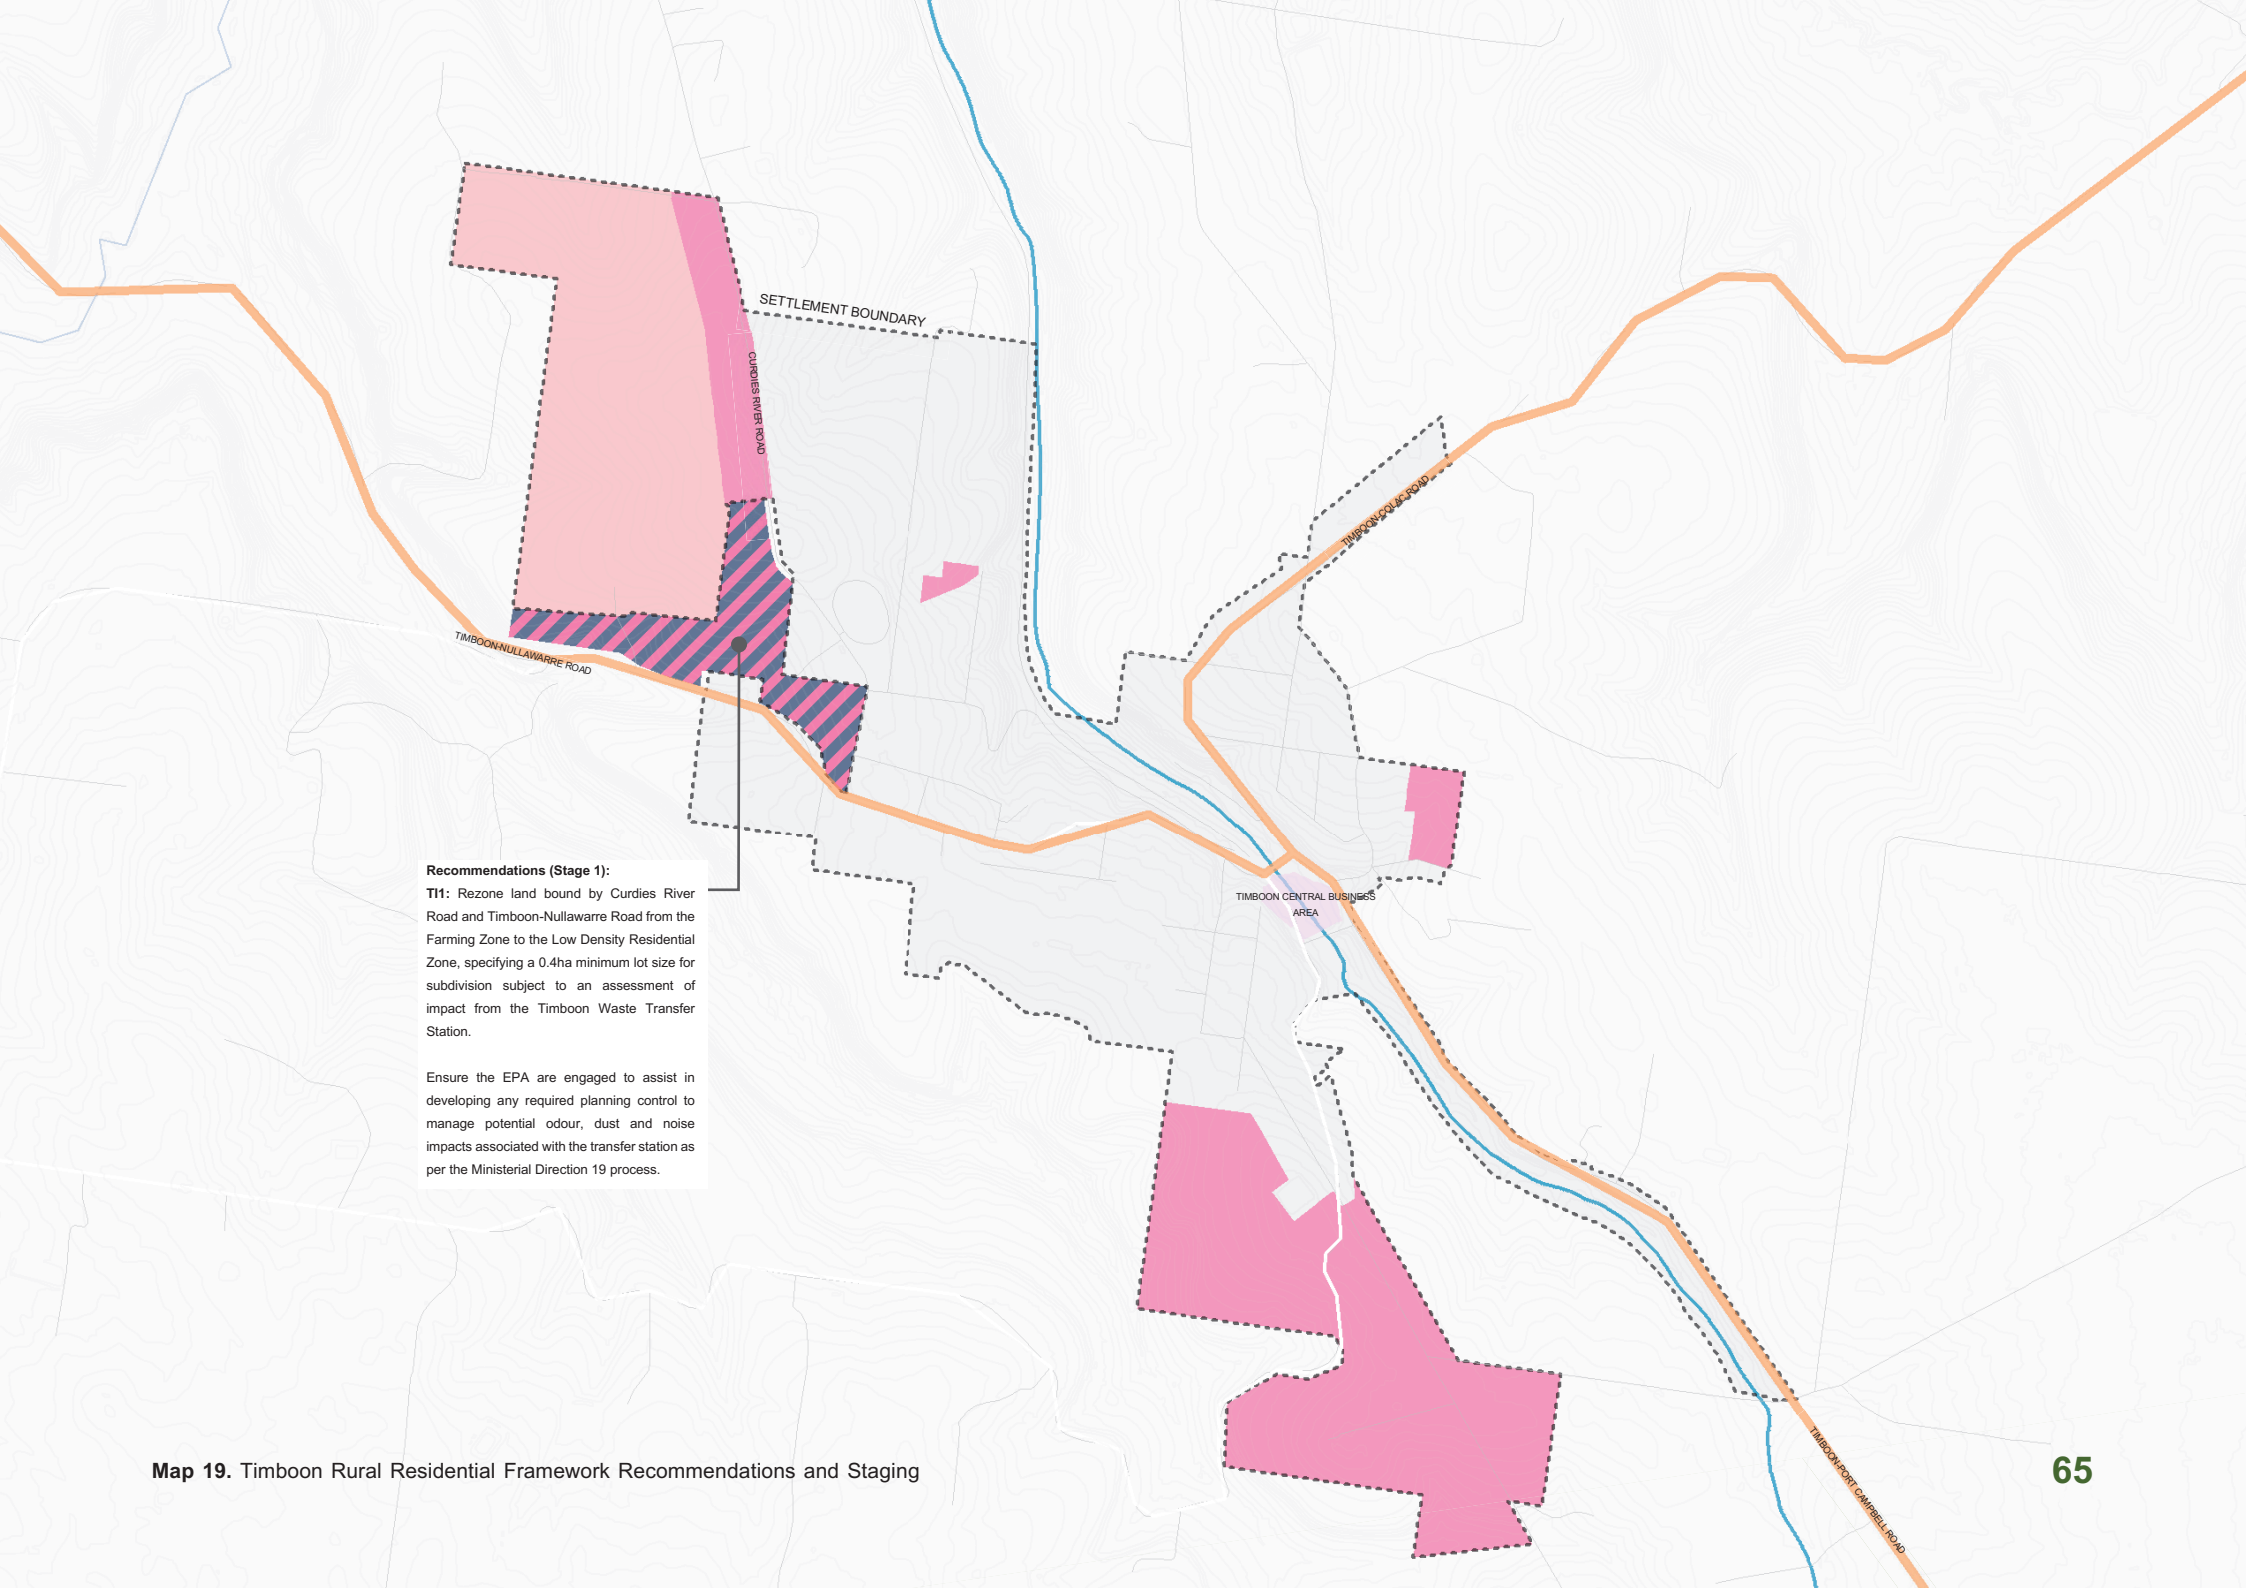 SETTLEMENT BOUNDARY
CURDIES RIVER ROAD
TIMBOON-COLAC ROAD
TIMBOON-NULLAWARRE ROAD
Recommendations (Stage 1):
TI1: Rezone land bound by Curdies River
Road and Timboon-Nullawarre Road from the
Farming Zone to the Low Density Residential
Zone, specifying a 0.4ha minimum lot size for
subdivision subject to an assessment of
impact from the Timboon Waste Transfer
Station.
Ensure the EPA are engaged to assist in
developing any required planning control to
manage potential odour, dust and noise
impacts associated with the transfer station as
per the Ministerial Direction 19 process.
TIMBOON CENTRAL BUSINESS
AREA
TIMBOON-PORT CAMPBELL ROAD
Map 19. Timboon Rural Residential Framework Recommendations and Staging
65